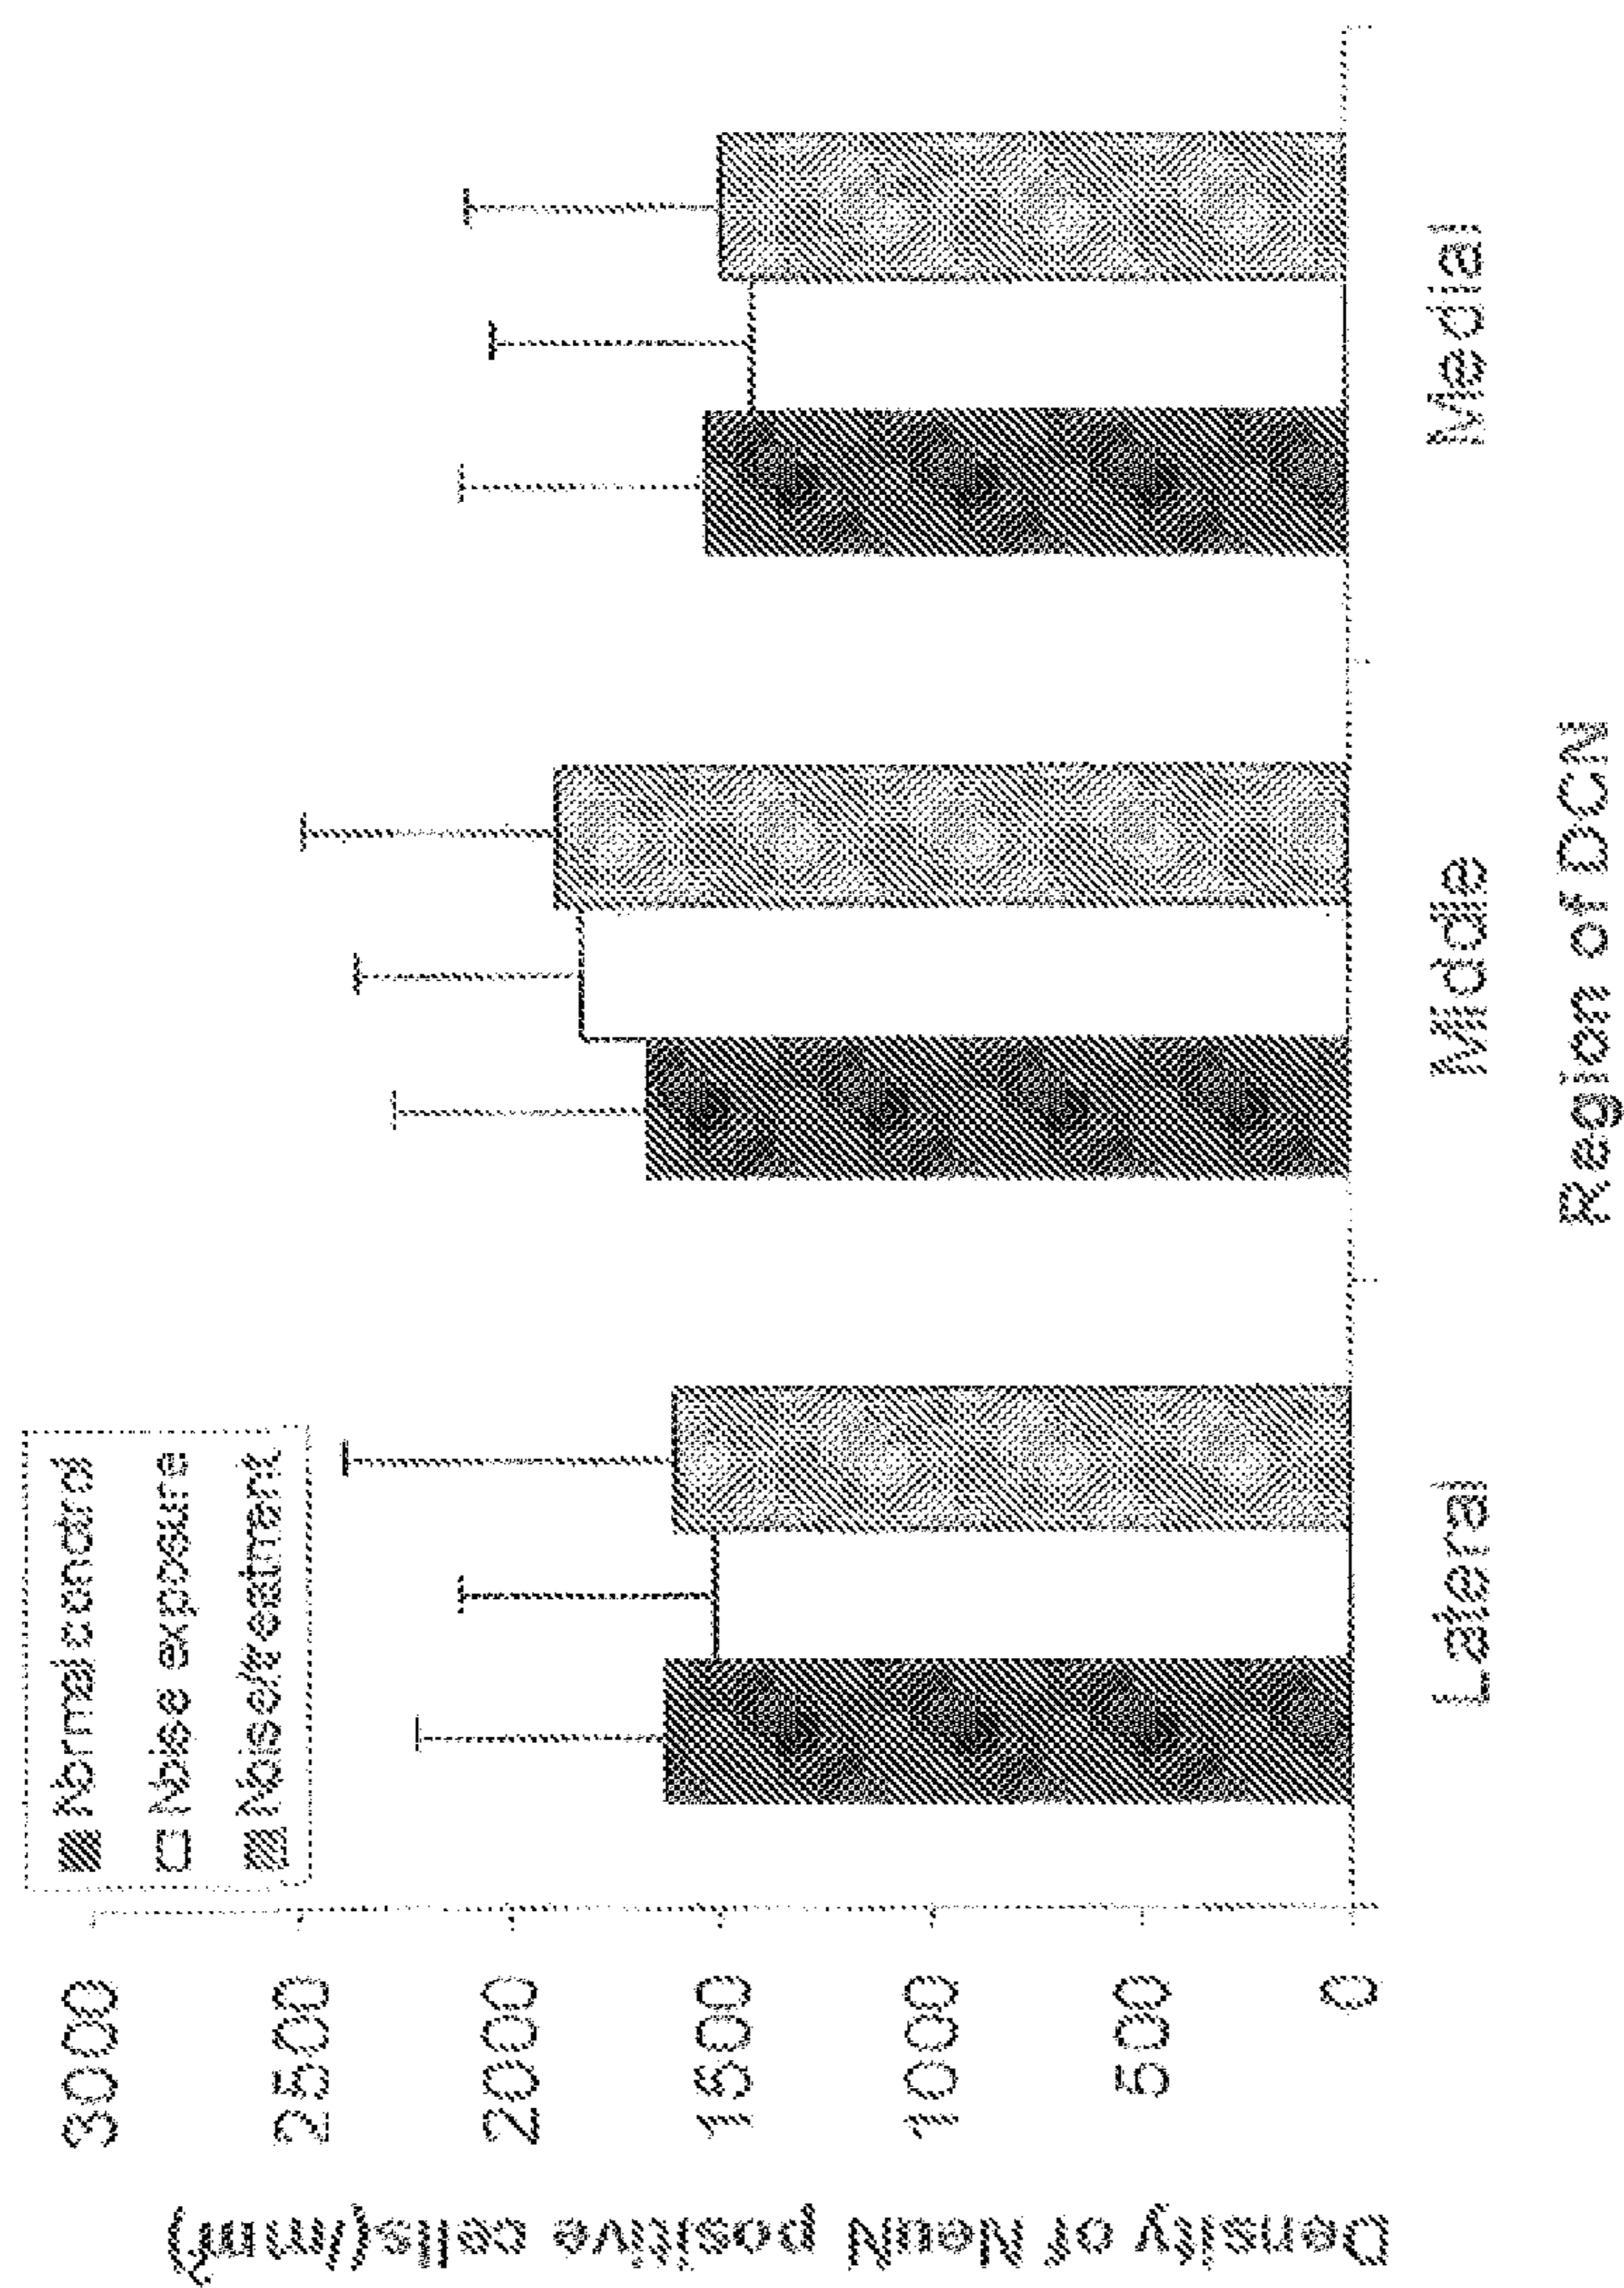 Normal control
Noise exposure
Noise/treatment
3000
2500
2000
1500
1000
500
0
Density of NeuN positive cells(/mm²)
Lateral
Middle
Medial
Region of DCN